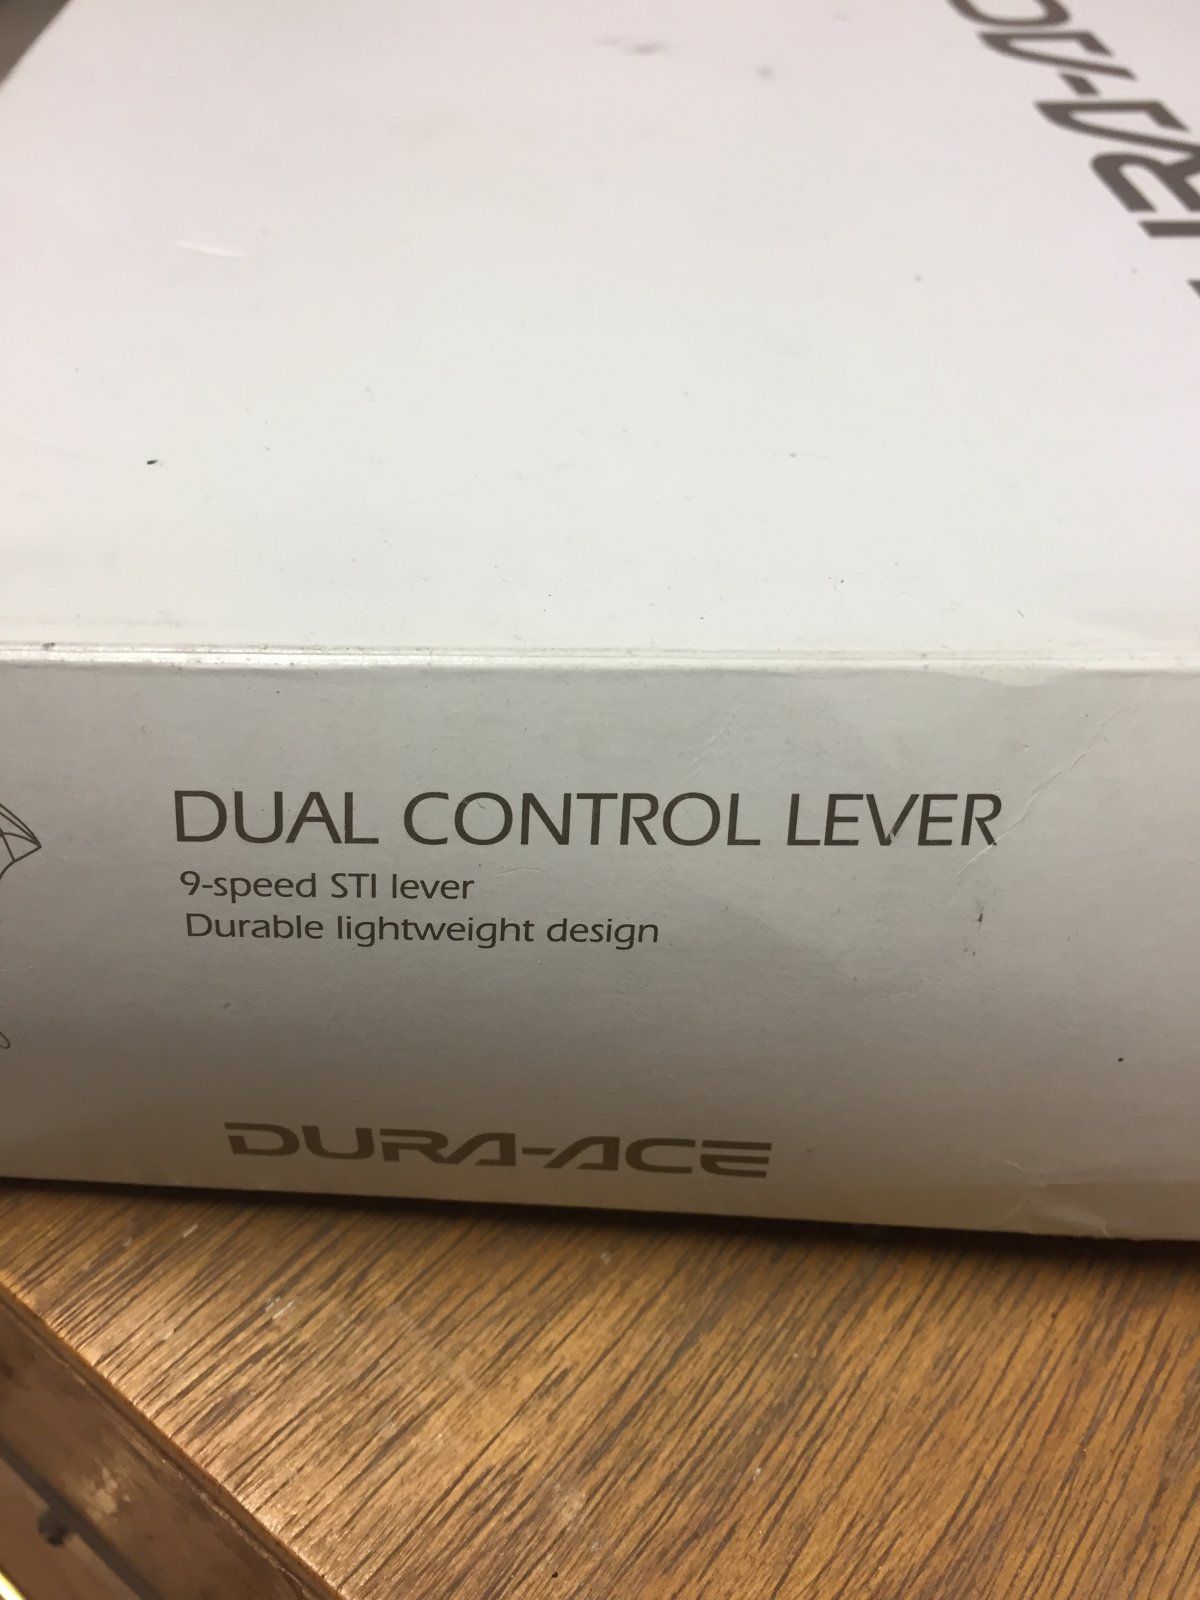 DUAL CONTROL LEVER
9-speed STI lever
Durable lightweight design
DURA-ACE